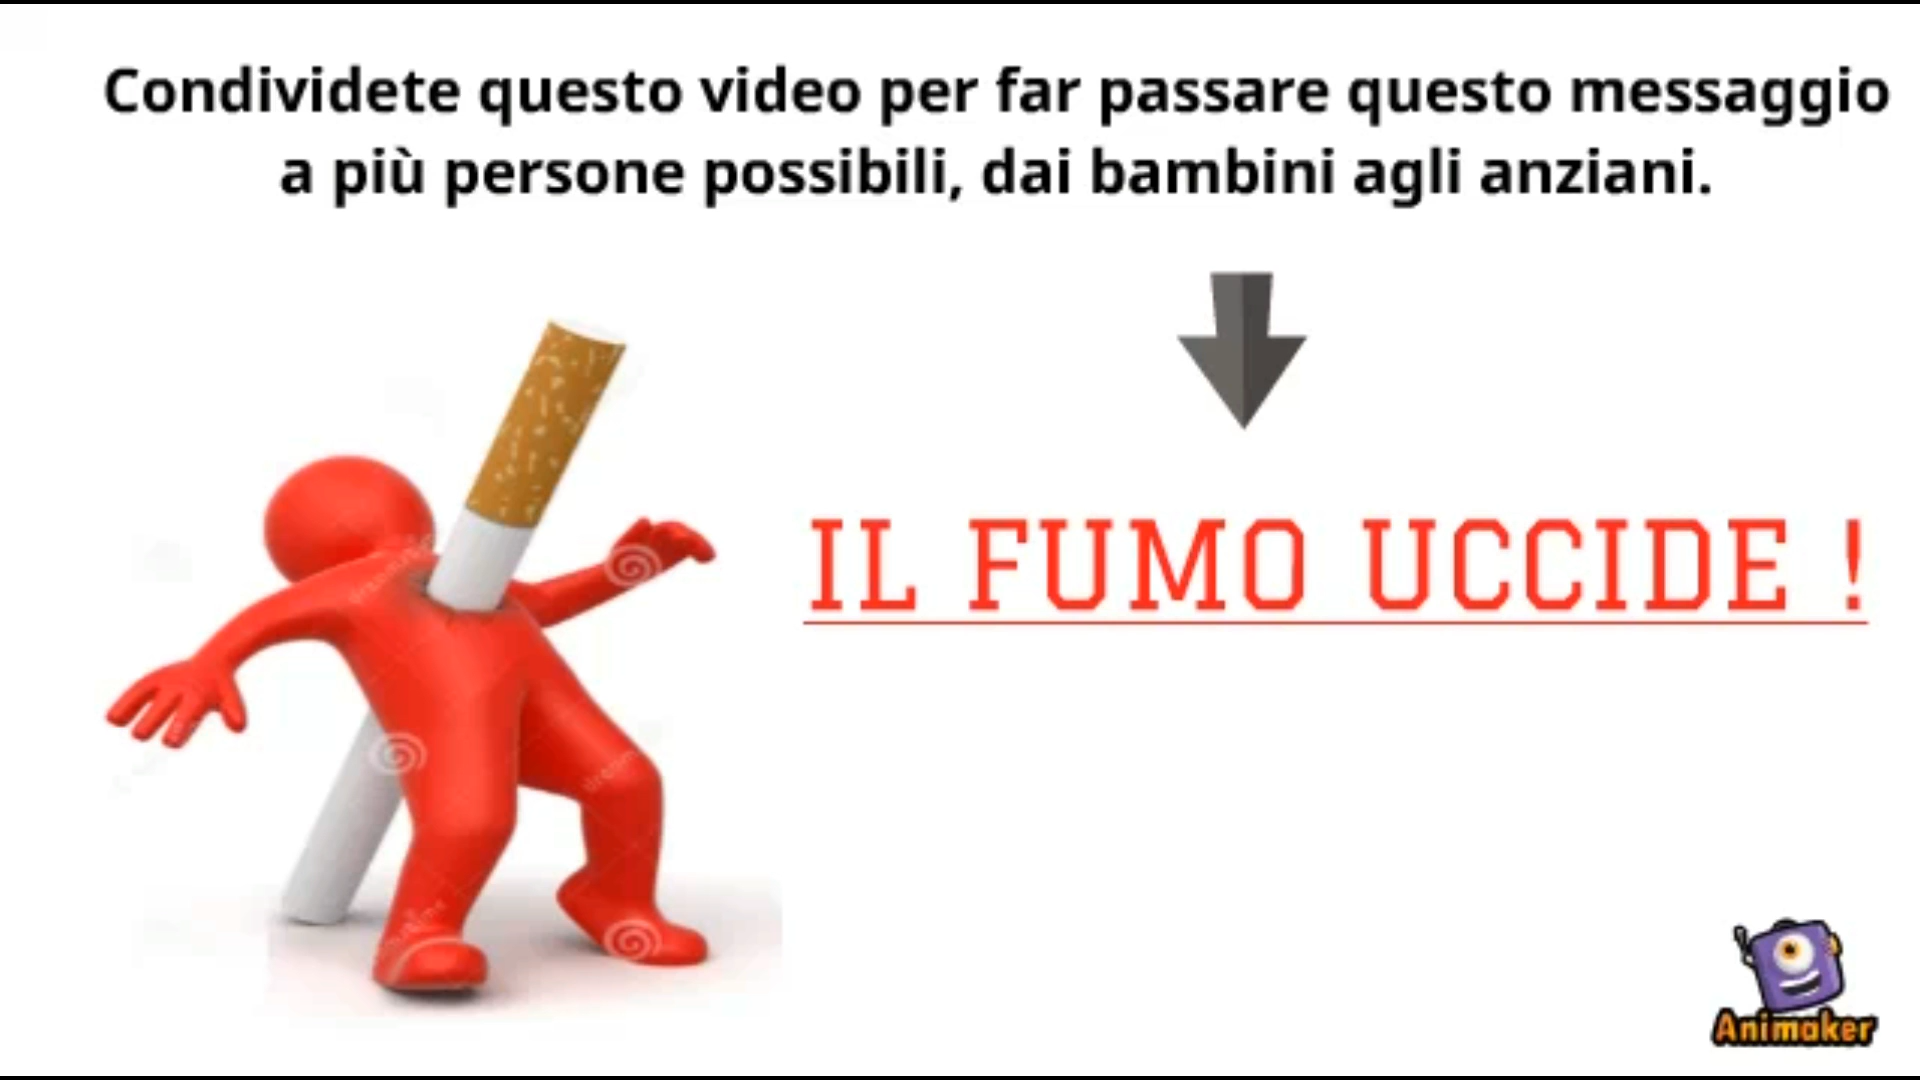 Condividete questo video per far passare questo messaggio
a più persone possibili, dai bambini agli anziani.
IL FUMO UCCIDE !
Animaker